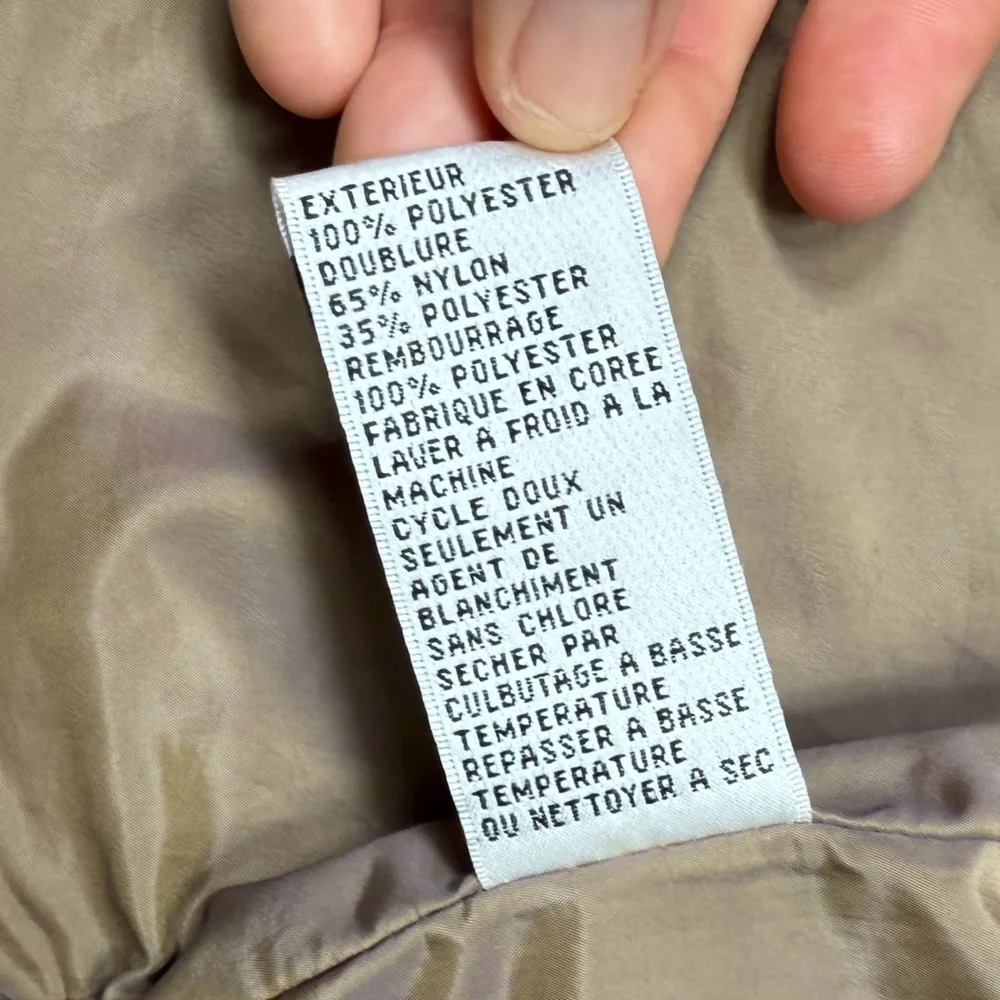 EXTERIEUR
100% POLYESTER
DOUBLURE
65% NYLON
35% POLYESTER
REMBOURRAGE
100% POLYESTER
FABRIQUE EN COREE
LAVER A FROID A LA
MACHINE
CYCLE DOUX
SEULEMENT UN
AGENT DE
BLANCHIMENT
SANS CHLORE
SECHER PAR
CULBUTAGE A BASSE
TEMPERATURE
REPASSER A BASSE
TEMPERATURE
OU NETTOYER A SEC